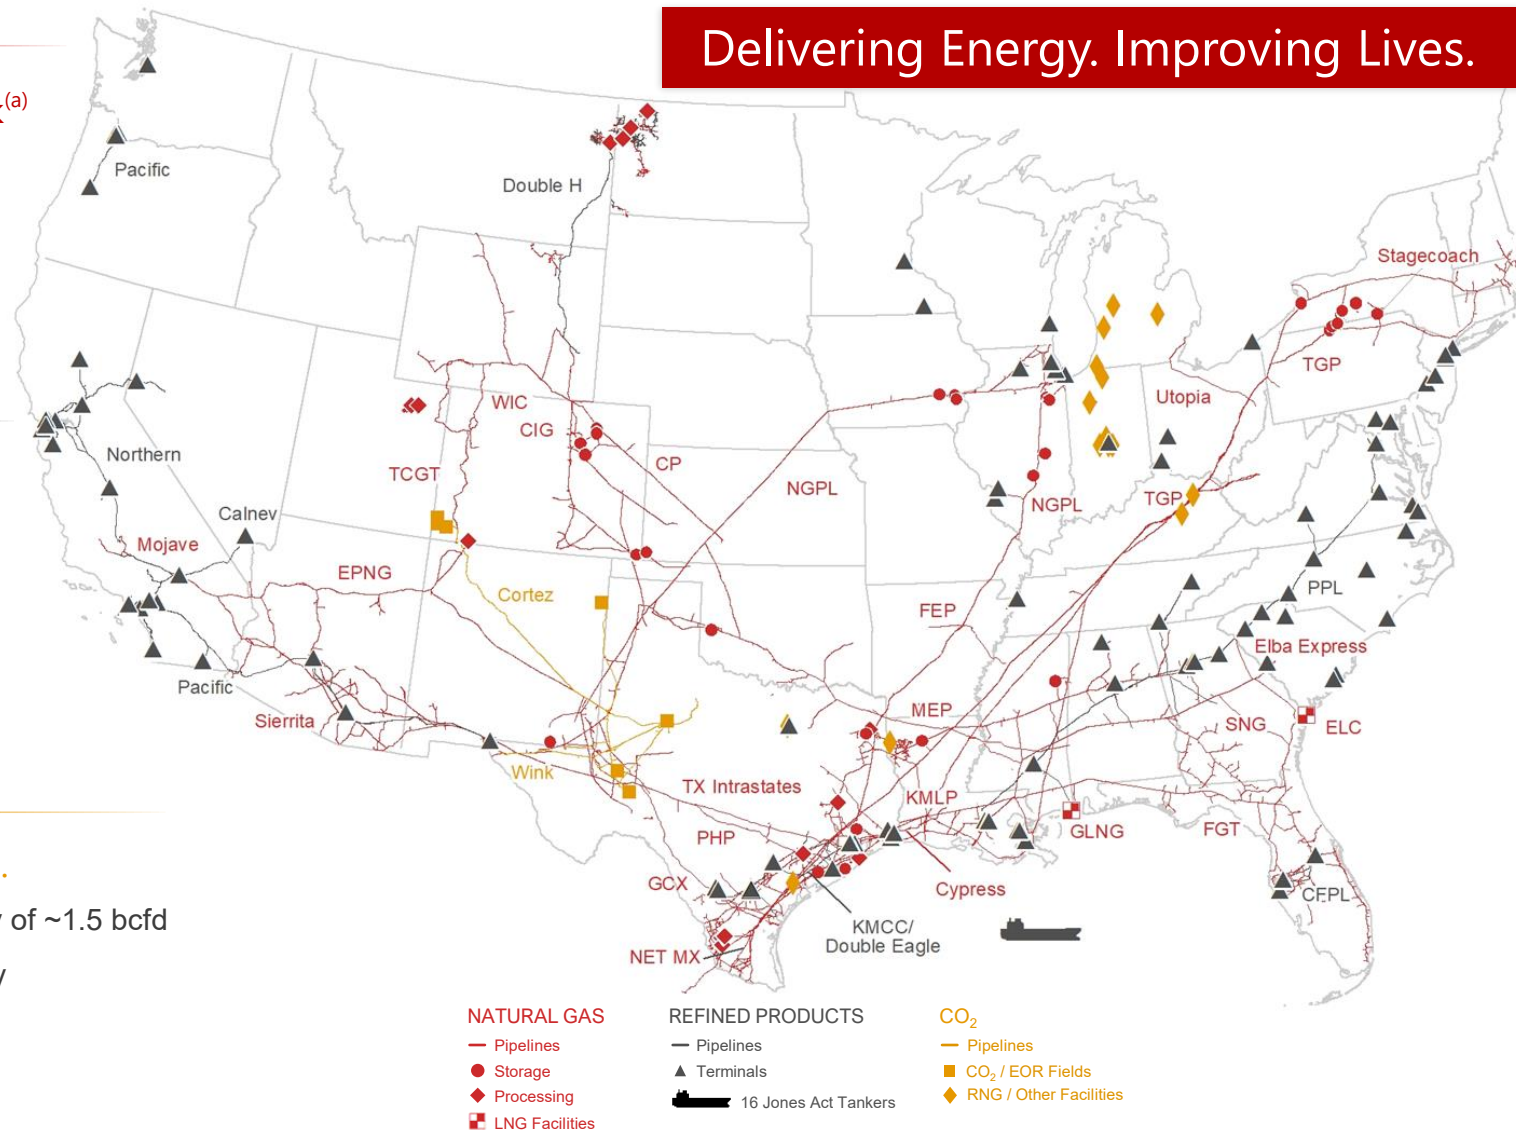 Delivering Energy. Improving Lives.
(a)
Pacific
Double H
Stagecoach
TGP
Utopia
WIC
CIG
CP
TCGT
Northern
NGPL
NGPL
TGP
Calnev
Mojave
EPNG
Cortez
FEP
PPL
Elba Express
Pacific
Sierrita
MEP
SNG
ELC
Wink
TX Intrastates
KMLP
PHP
GLNG
FGT
GCX
Cypress
CFPL
of ~1.5 bcfd
KMCC/
Double Eagle
NET MX
NATURAL GAS
Pipelines
Storage
Processing
LNG Facilities
REFINED PRODUCTS
Pipelines
Terminals
16 Jones Act Tankers
CO₂
Pipelines
CO₂ / EOR Fields
RNG / Other Facilities